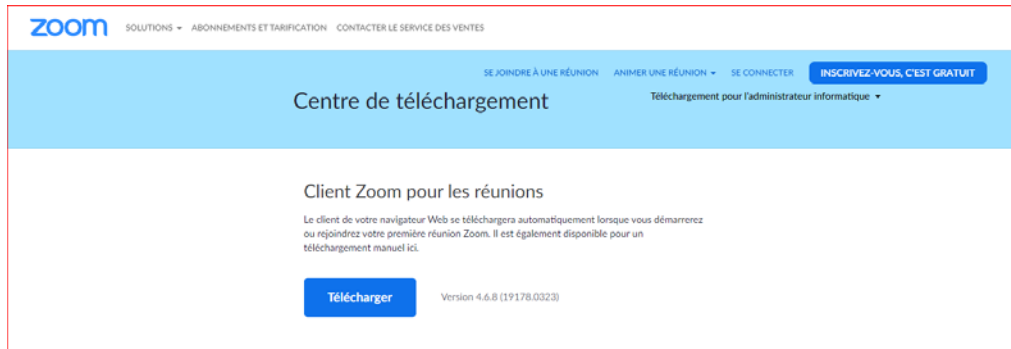 zoom SOLUTIONS ABONNEMENTS ET TARIFICATION CONTACTER LE SERVICE DES VENTES
SE JOINDRE À UNE RÉUNION ANIMER UNE RÉUNION SE CONNECTER INSCRIVEZ-VOUS, C'EST GRATUIT
Centre de téléchargement Téléchargement pour l'administrateur informatique
Client Zoom pour les réunions
Le client de votre navigateur Web se téléchargera automatiquement lorsque vous démarrerez
ou rejoindrez votre première réunion Zoom. Il est également disponible pour un
téléchargement manuel ici.
Télécharger Version 4.6.8 (19178.0323)